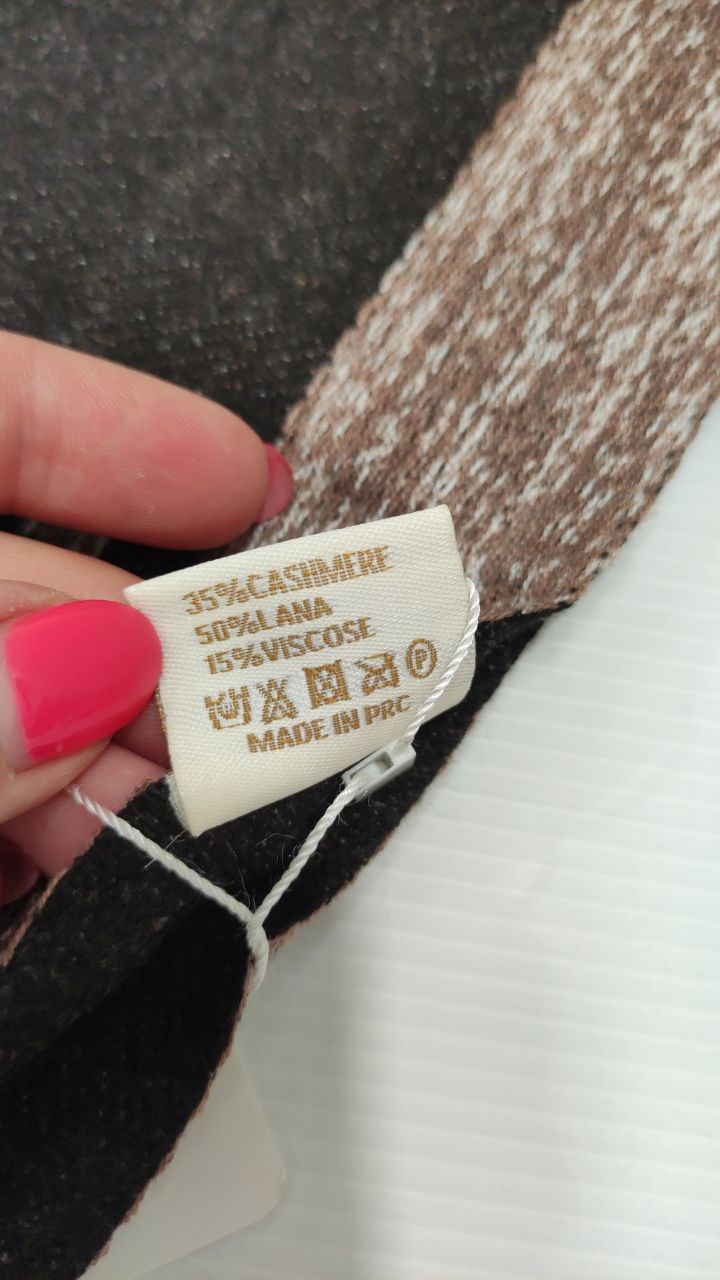 35%CASHMERE
50%LANA
15%VISCOSE
P
MADE IN PRC